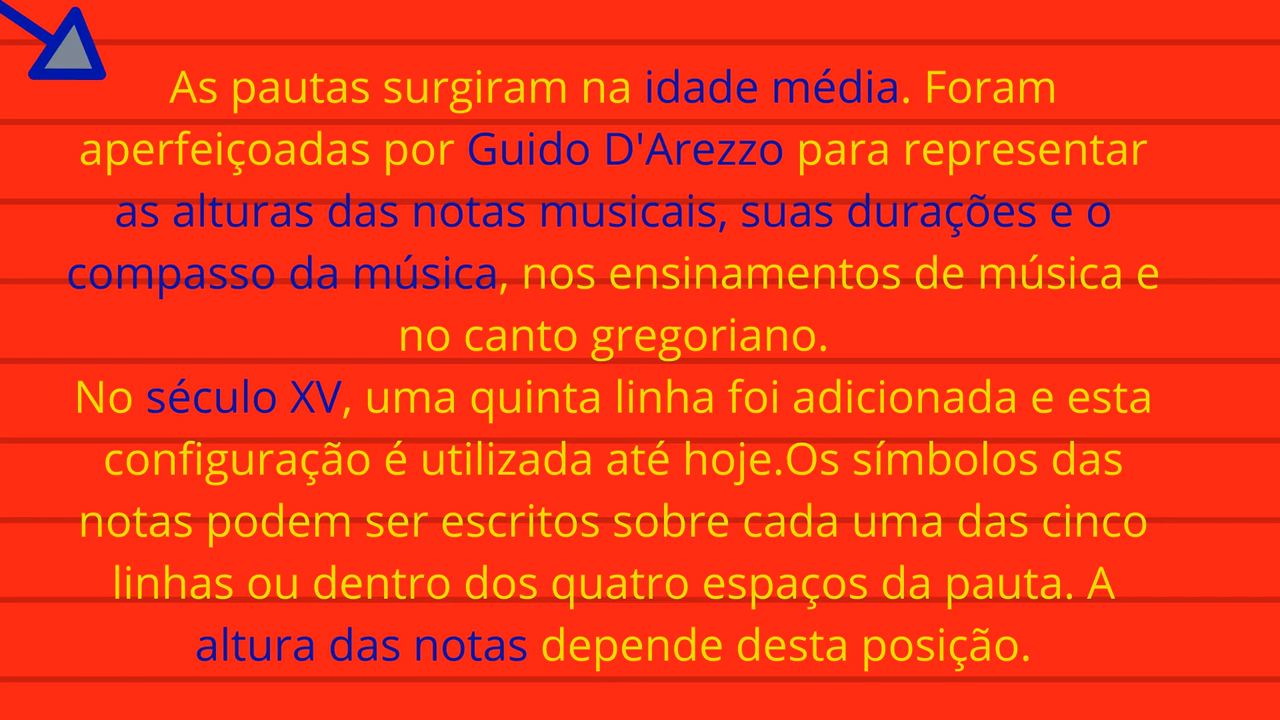 As pautas surgiram na idade média. Foram
aperfeiçoadas por Guido D'Arezzo para representar
as alturas das notas musicais, suas durações e o
compasso da música, nos ensinamentos de música e
no canto gregoriano.
No século XV, uma quinta linha foi adicionada e esta
configuração é utilizada até hoje.Os símbolos das
notas podem ser escritos sobre cada uma das cinco
linhas ou dentro dos quatro espaços da pauta. A
altura das notas depende desta posição.